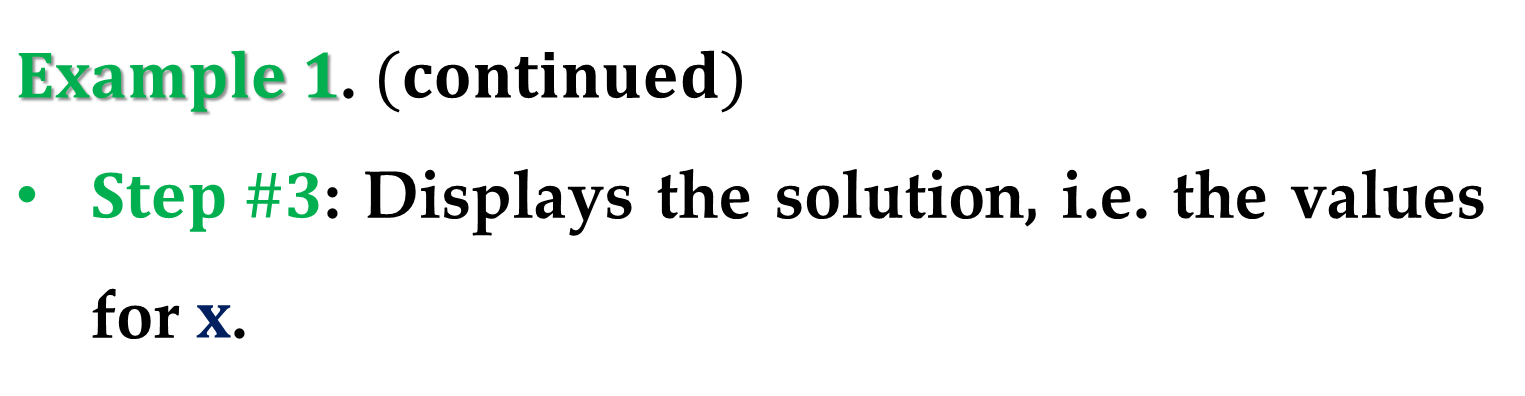 Example 1. (continued)
• Step #3: Displays the solution, i.e. the values
for x.